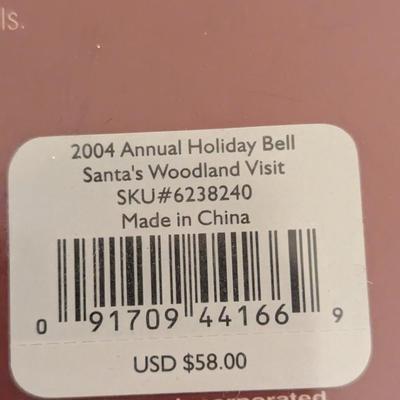 ls.
2004 Annual Holiday Bell
Santa's Woodland Visit
SKU#6238240
Made in China
0 91709 44166 9
USD $58.00